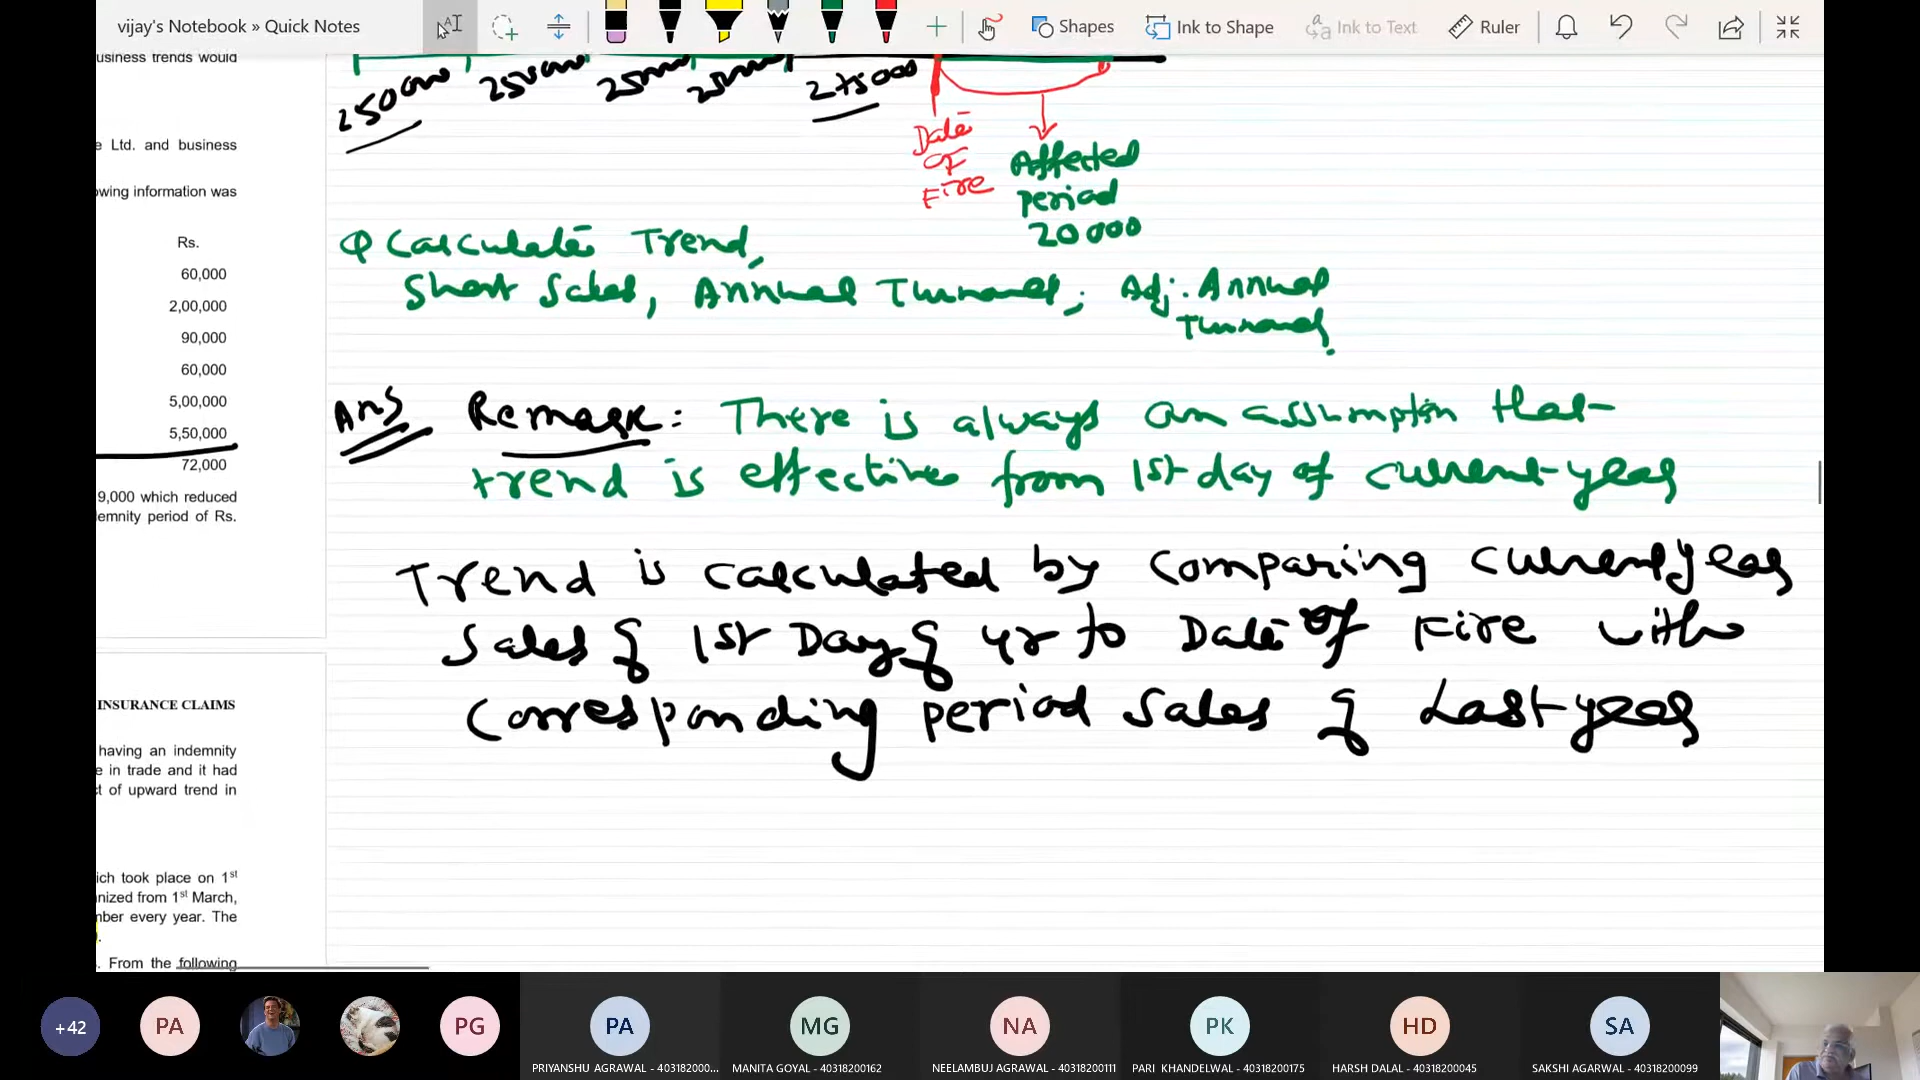 vijay's Notebook » Quick Notes
Shapes
Ink to Shape
Ink to Text
Ruler
usiness trends would
e Ltd. and business
owing information was
Rs.
60,000
2,00,000
90,000
60,000
5,00,000
5,50,000
72,000
9,000 which reduced
lemnity period of Rs.
INSURANCE CLAIMS
having an indemnity
e in trade and it had
ct of upward trend in
ich took place on 1st
nized from 1st March,
nber every year. The
).
. From the following
250000 250000 250000 250000 275000
Date
of
Fire
Affected
period
20000
Q Calculate Trend,
Short Sales, Annual Turnover, Adj. Annual
Turnover.
Ans Remark: There is always an assumption that
trend is effective from 1st day of current year
Trend is calculated by comparing current year
Sales of 1st Day of yr to Date of Fire with
Corresponding period Sales of Last year
+42
PA
PG
PA
MG
NA
PK
HD
SA
PRIYANSHU AGRAWAL - 403182000...
MANITA GOYAL - 40318200162
NEELAMBUJ AGRAWAL - 40318200111
PARI KHANDELWAL - 40318200175
HARSH DALAL - 40318200045
SAKSHI AGARWAL - 40318200099